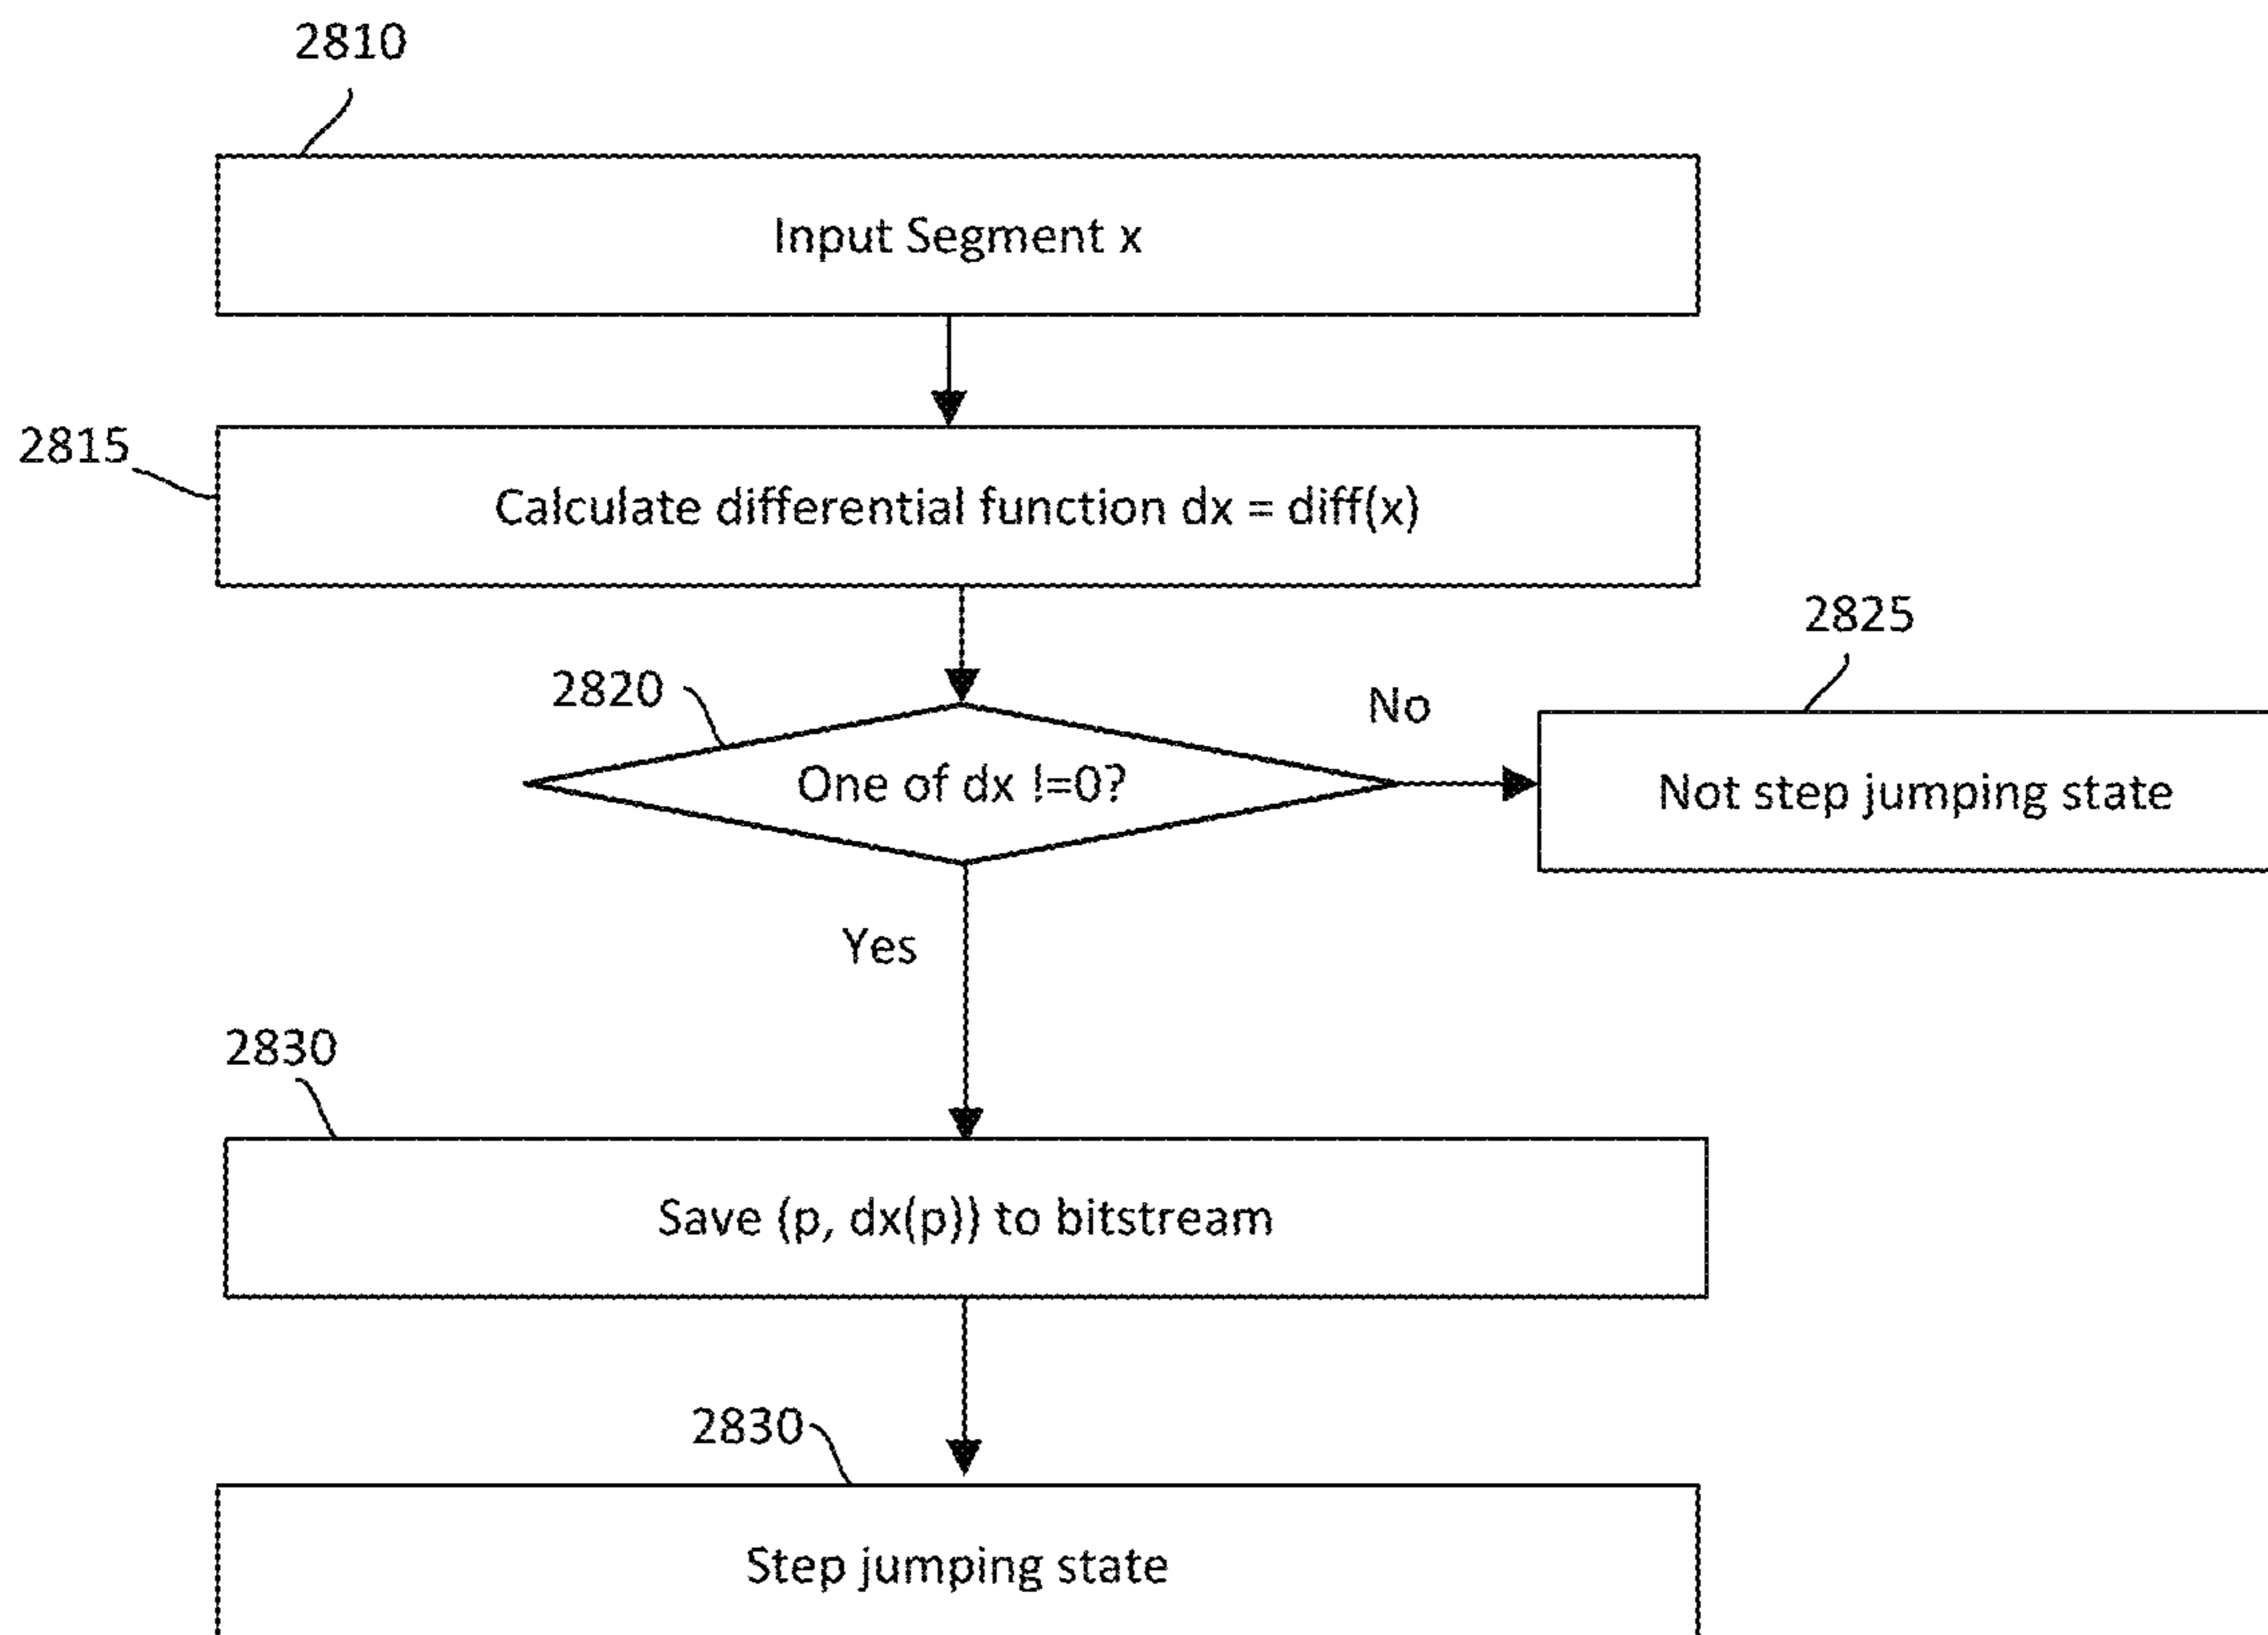 2810
Input Segment x
2815
Calculate differential function dx = diff(x)
2825
2820
No
One of dx !=0?
Not step jumping state
Yes
2830
Save (p, dx(p)) to bitstream
2830
Step jumping state